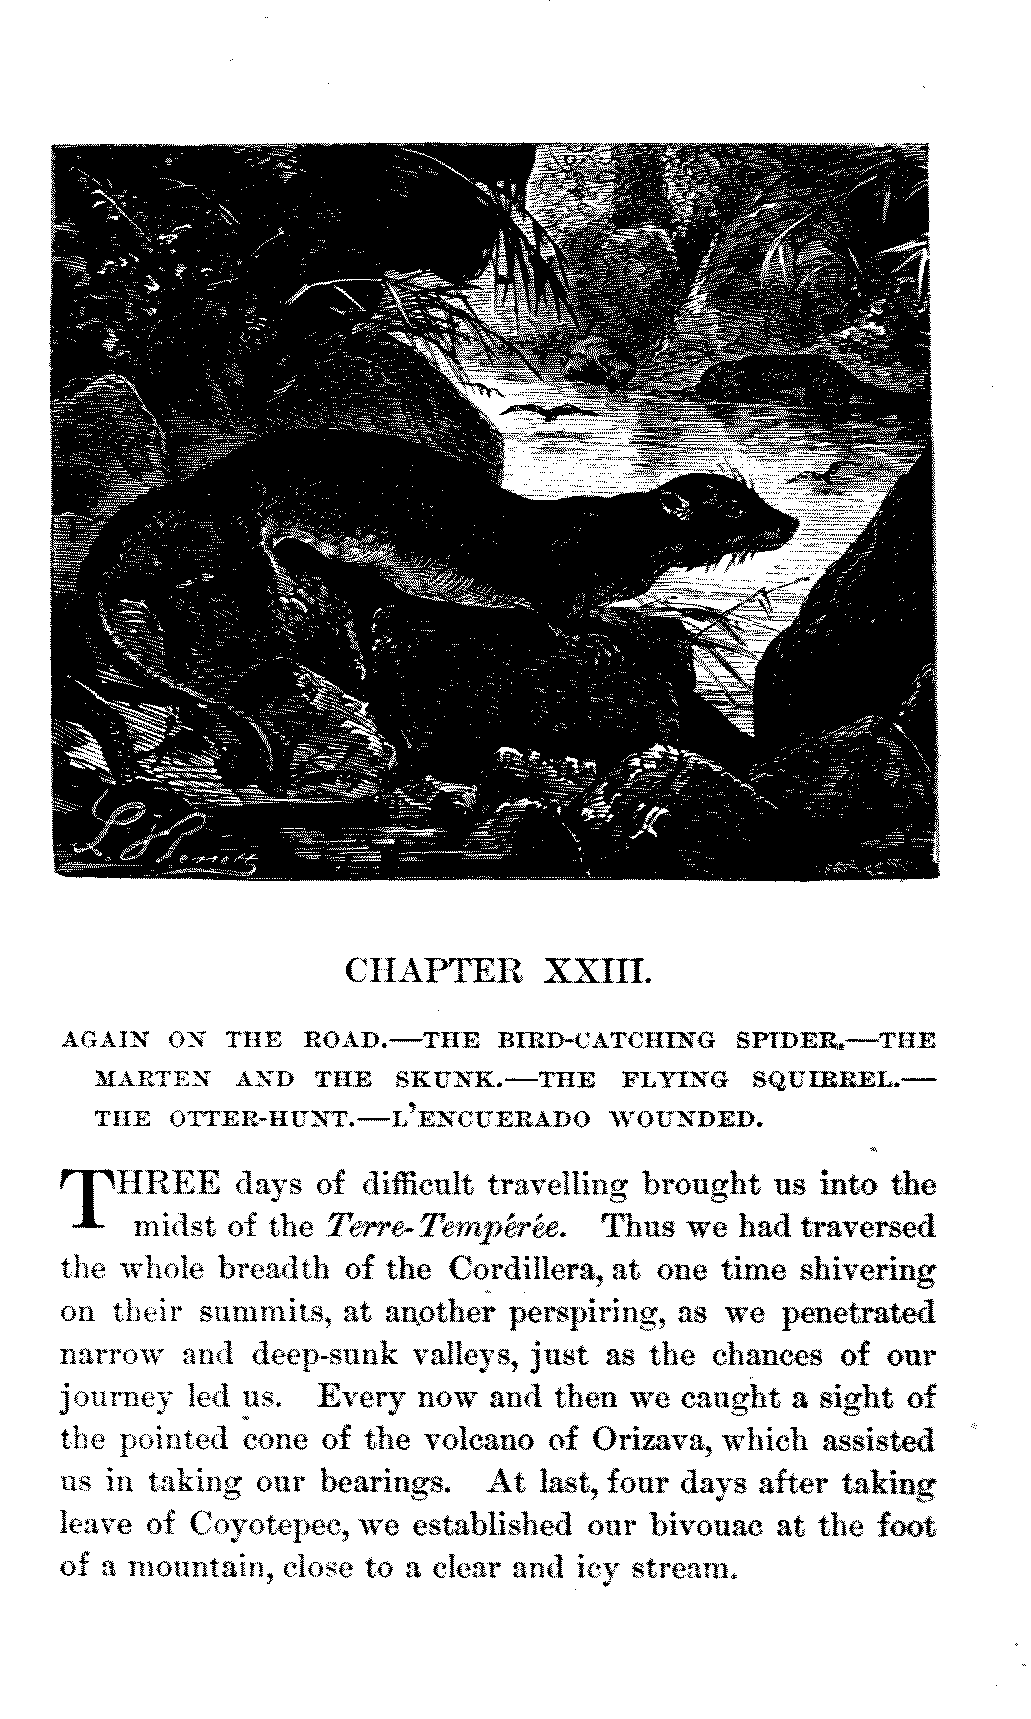 CHAPTER XXIII.
AGAIN ON THE ROAD.—THE BIRD-CATCHING SPIDER.—THE
MARTEN AND THE SKUNK.—THE FLYING SQUIRREL.—
THE OTTER-HUNT.—L'ENCUERADO WOUNDED.
THREE days of difficult travelling brought us into the
midst of the Terre-Tempérée. Thus we had traversed
the whole breadth of the Cordillera, at one time shivering
on their summits, at another perspiring, as we penetrated
narrow and deep-sunk valleys, just as the chances of our
journey led us. Every now and then we caught a sight of
the pointed cone of the volcano of Orizava, which assisted
us in taking our bearings. At last, four days after taking
leave of Coyotepec, we established our bivouac at the foot
of a mountain, close to a clear and icy stream.